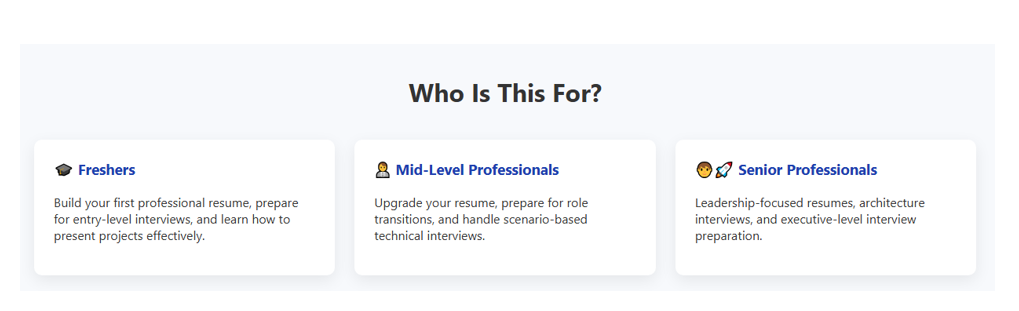 Who Is This For?
🎓 Freshers
Build your first professional resume, prepare
for entry-level interviews, and learn how to
present projects effectively.
👩‍💼 Mid-Level Professionals
Upgrade your resume, prepare for role
transitions, and handle scenario-based
technical interviews.
👨🚀 Senior Professionals
Leadership-focused resumes, architecture
interviews, and executive-level interview
preparation.